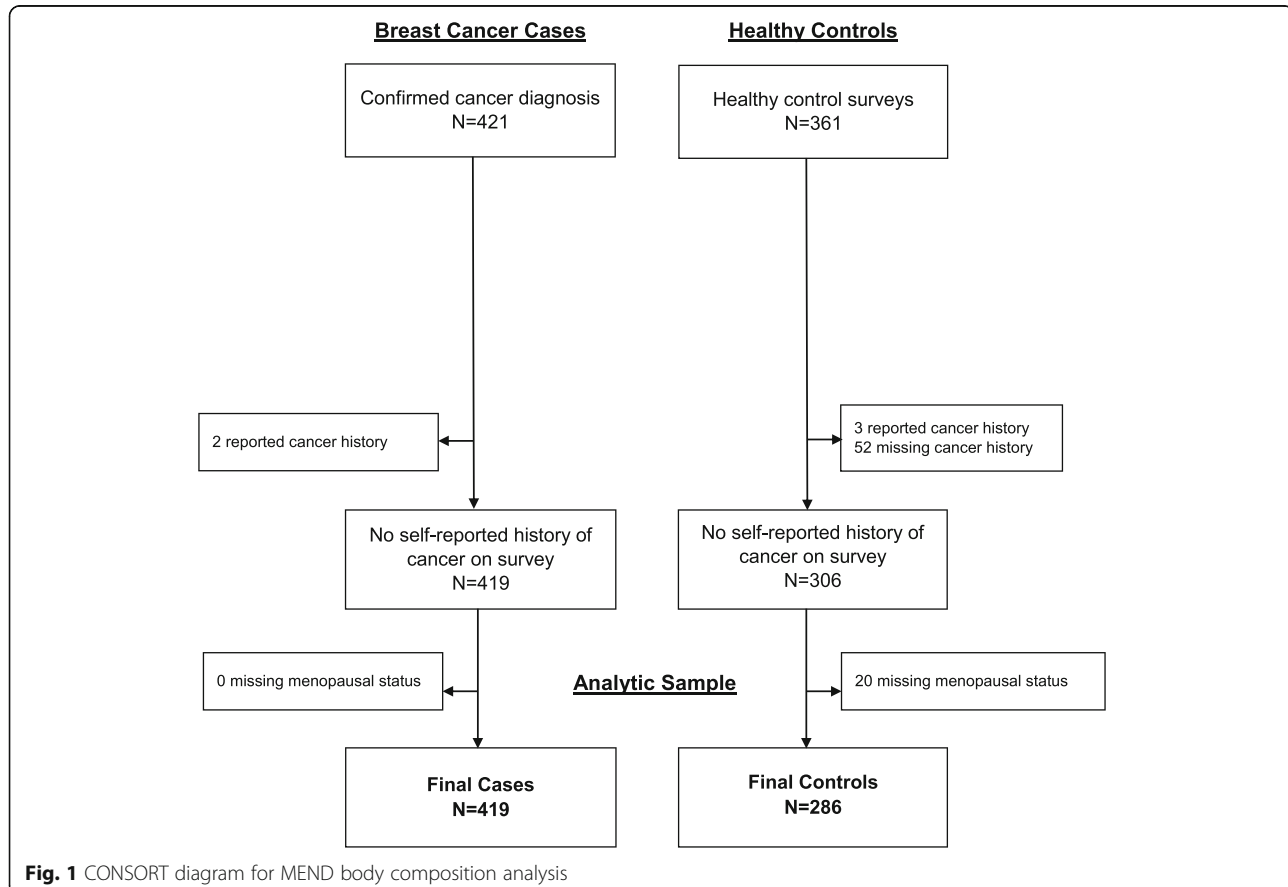 Breast Cancer Cases
Healthy Controls
Confirmed cancer diagnosis
N=421
Healthy control surveys
N=361
2 reported cancer history
3 reported cancer history
52 missing cancer history
No self-reported history of
cancer on survey
N=419
No self-reported history of
cancer on survey
N=306
0 missing menopausal status
Analytic Sample
20 missing menopausal status
Final Cases
N=419
Final Controls
N=286
Fig. 1 CONSORT diagram for MEND body composition analysis